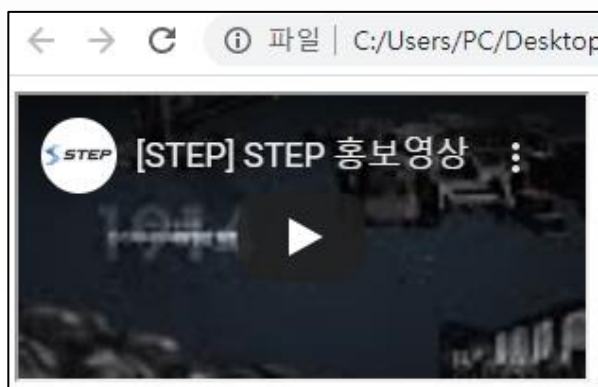 파일 | C:/Users/PC/Desktop
STEP [STEP] STEP 홍보영상
1914